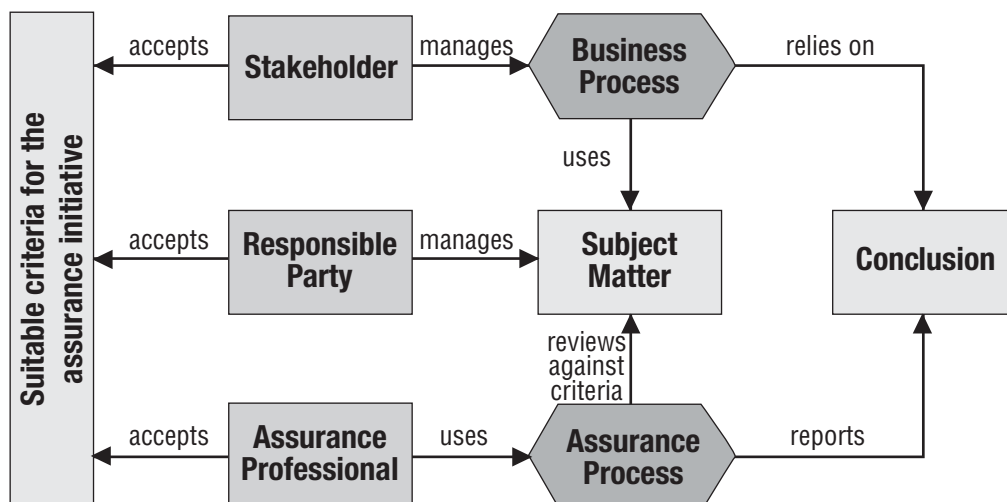 Suitable criteria for the
assurance initiative
accepts
Stakeholder
manages
Business
Process
relies on
uses
accepts
Responsible
Party
manages
Subject
Matter
Conclusion
reviews
against
criteria
accepts
Assurance
Professional
uses
Assurance
Process
reports